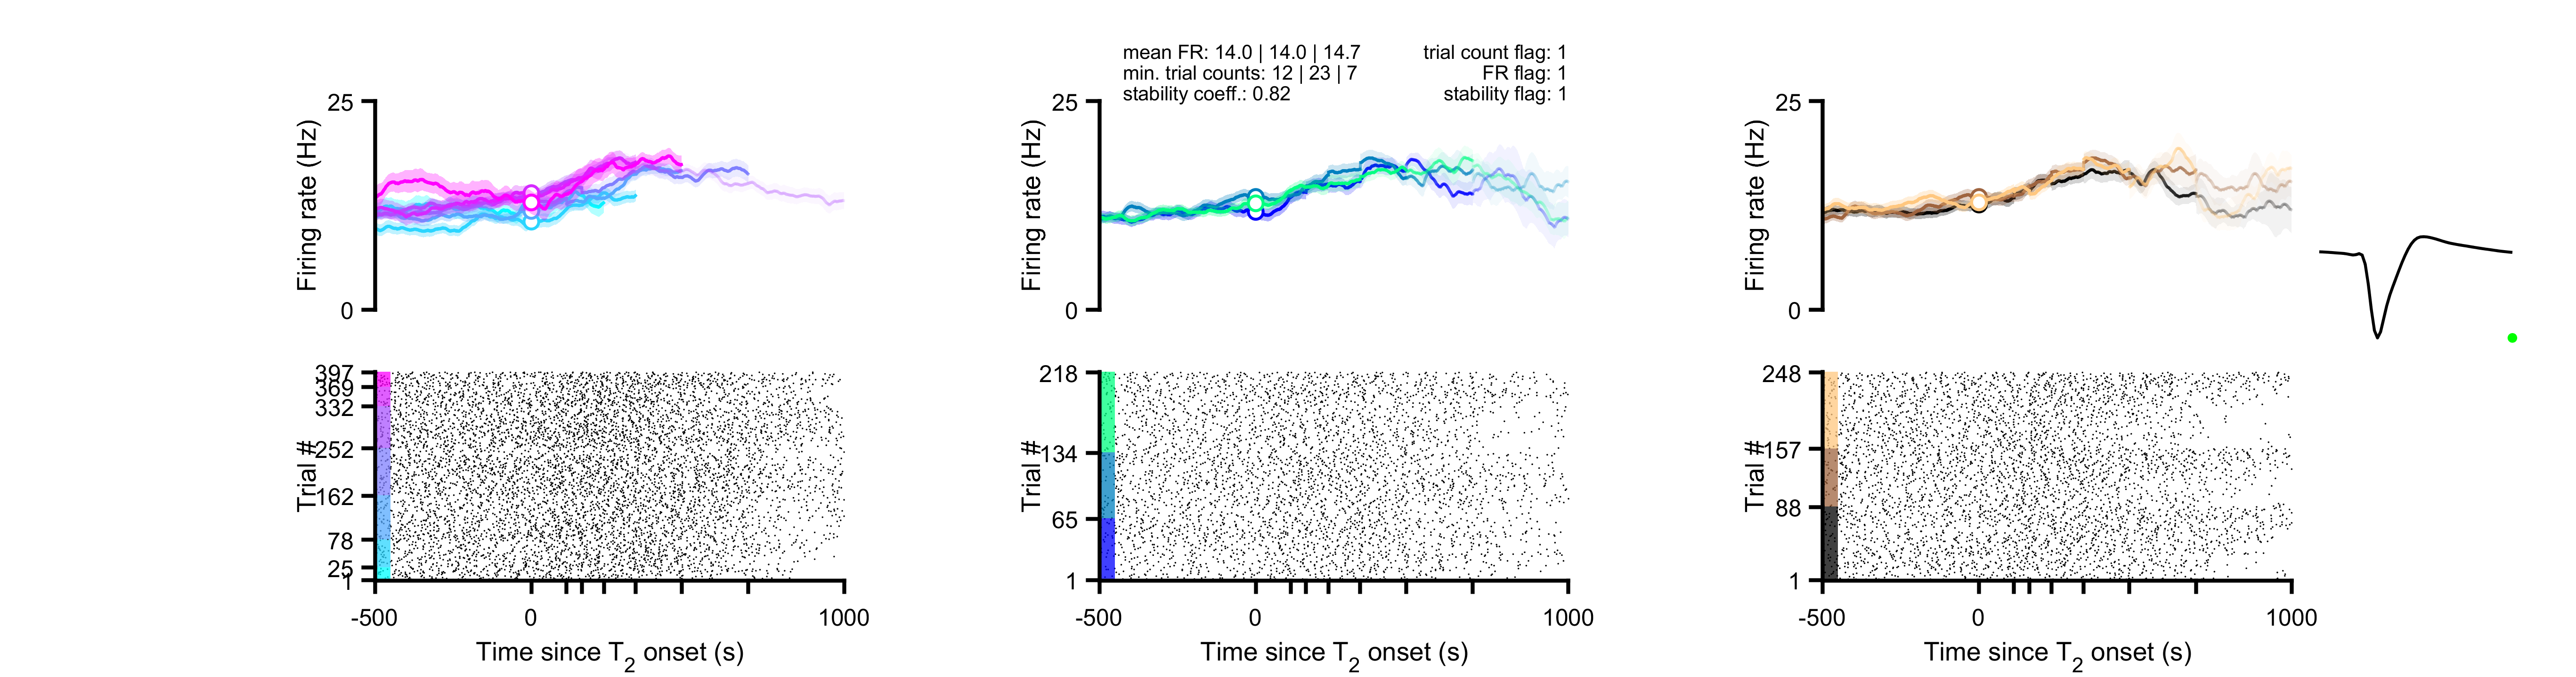 mean FR: 14.0 | 14.0 | 14.7
trial count flag: 1
min. trial counts: 12 | 23 | 7
FR flag: 1
stability coeff.: 0.82
stability flag: 1
25
Firing rate (Hz)
0
25
Firing rate (Hz)
0
25
Firing rate (Hz)
0
397
369
332
252
162
78
25
1
Trial #
-500
0
1000
Time since T2 onset (s)
218
134
65
1
Trial #
-500
0
1000
Time since T2 onset (s)
248
157
88
1
Trial #
-500
0
1000
Time since T2 onset (s)